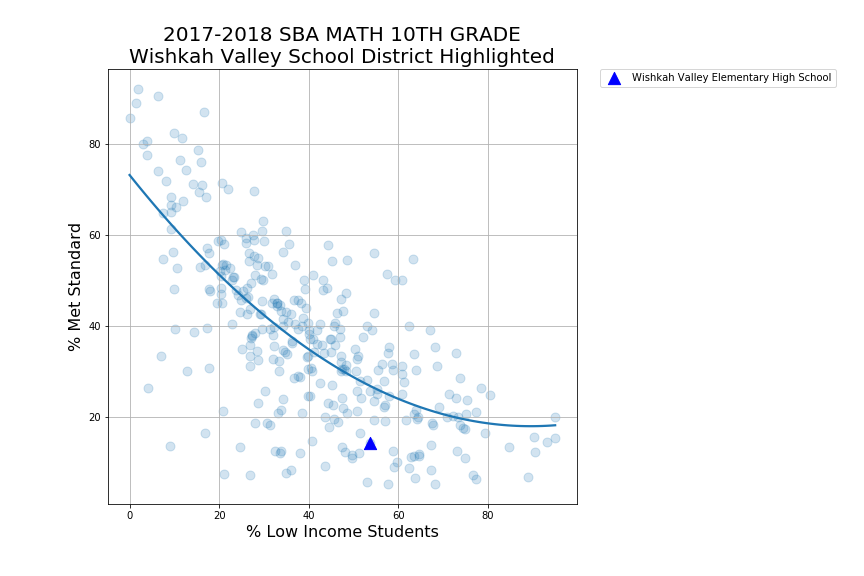 2017-2018 SBA MATH 10TH GRADE
Wishkah Valley School District Highlighted
Wishkah Valley Elementary High School
% Met Standard
80
60
40
20
0
20
40
60
80
% Low Income Students